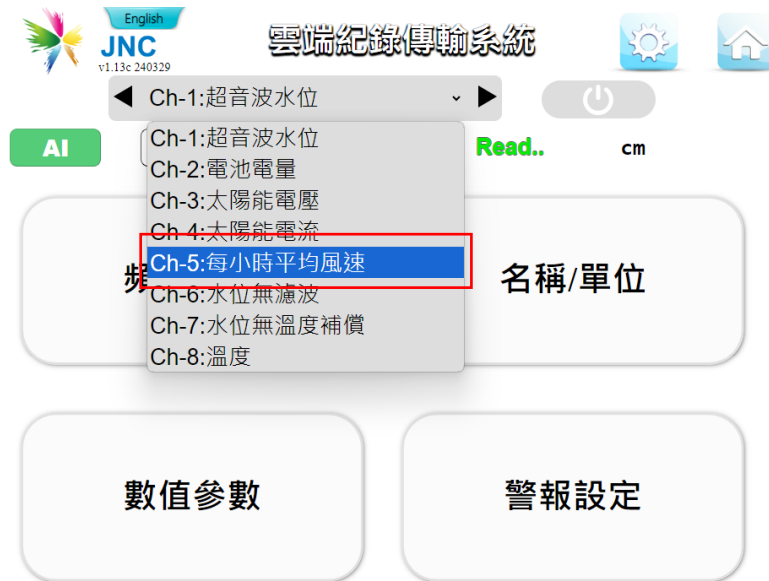 English
JNC
v1.13c 240329
雲端紀錄傳輸系統
Ch-1:超音波水位
AI
Read..
cm
Ch-1:超音波水位
Ch-2:電池電量
Ch-3:太陽能電壓
Ch-4:太陽能電流
Ch-5:每小時平均風速
Ch-6:水位無濾波
Ch-7:水位無溫度補償
Ch-8:溫度
名稱/單位
數值參數
警報設定